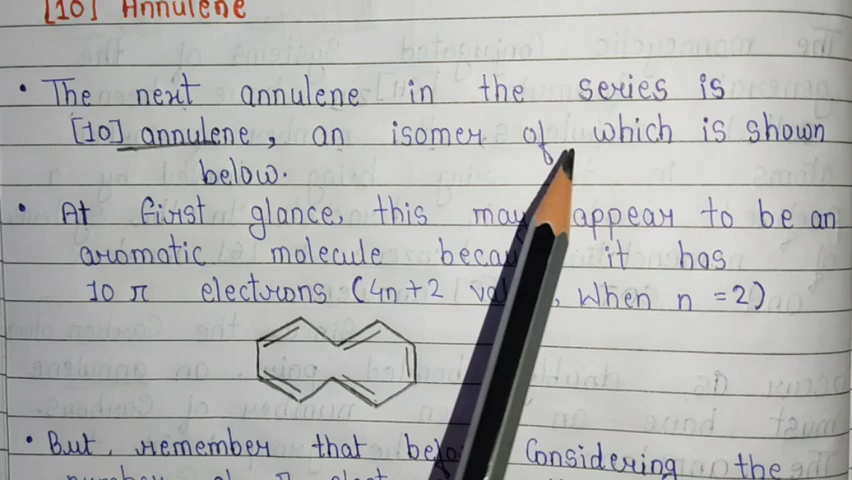 [10] Annulene
• The next annulene in the series is
[10] annulene, an isomer of which is shown
below.
• At first glance, this may appear to be an
aromatic molecule it has
10 π electrons (4n+2 when n = 2)
• But, remember that Considering the